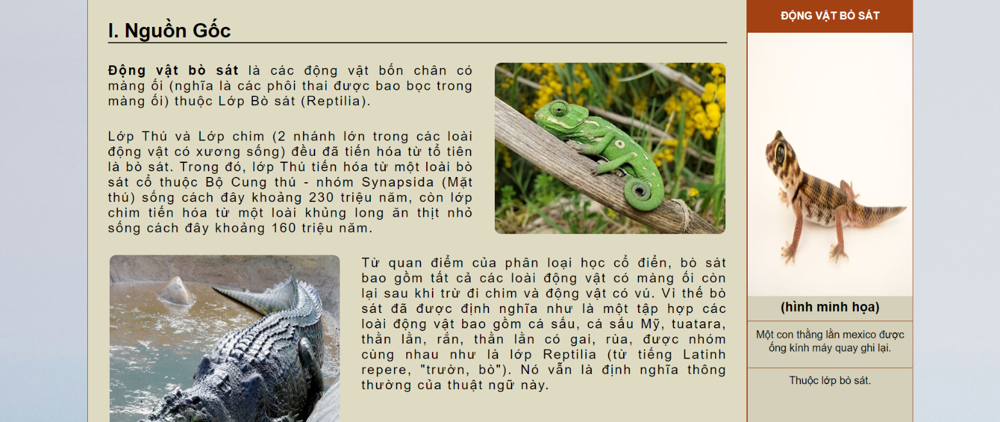 I. Nguồn Gốc
Động vật bò sát là các động vật bốn chân có
màng ối (nghĩa là các phôi thai được bao bọc trong
màng ối) thuộc Lớp Bò sát (Reptilia).
Lớp Thú và Lớp chim (2 nhánh lớn trong các loài
động vật có xương sống) đều đã tiến hóa từ tổ tiên
là bò sát. Trong đó, lớp Thú tiến hóa từ một loài bò
sát cổ thuộc Bộ Cung thú - nhóm Synapsida (Mặt
thú) sống cách đây khoảng 230 triệu năm, còn lớp
chim tiến hóa từ một loài khủng long ăn thịt nhỏ
sống cách đây khoảng 160 triệu năm.
Từ quan điểm của phân loại học cổ điển, bò sát
bao gồm tất cả các loài động vật có màng ối còn
lại sau khi trừ đi chim và động vật có vú. Vì thế bò
sát đã được định nghĩa như là một tập hợp các
loài động vật bao gồm cá sấu, cá sấu Mỹ, tuatara,
thằn lằn, rắn, thằn lằn có gai, rùa, được nhóm
cùng nhau như là lớp Reptilia (từ tiếng Latinh
repere, "trườn, bò"). Nó vẫn là định nghĩa thông
thường của thuật ngữ này.
ĐỘNG VẬT BÒ SÁT
(hình minh họa)
Một con thằng lằn mexico được
ống kính máy quay ghi lại.
Thuộc lớp bò sát.